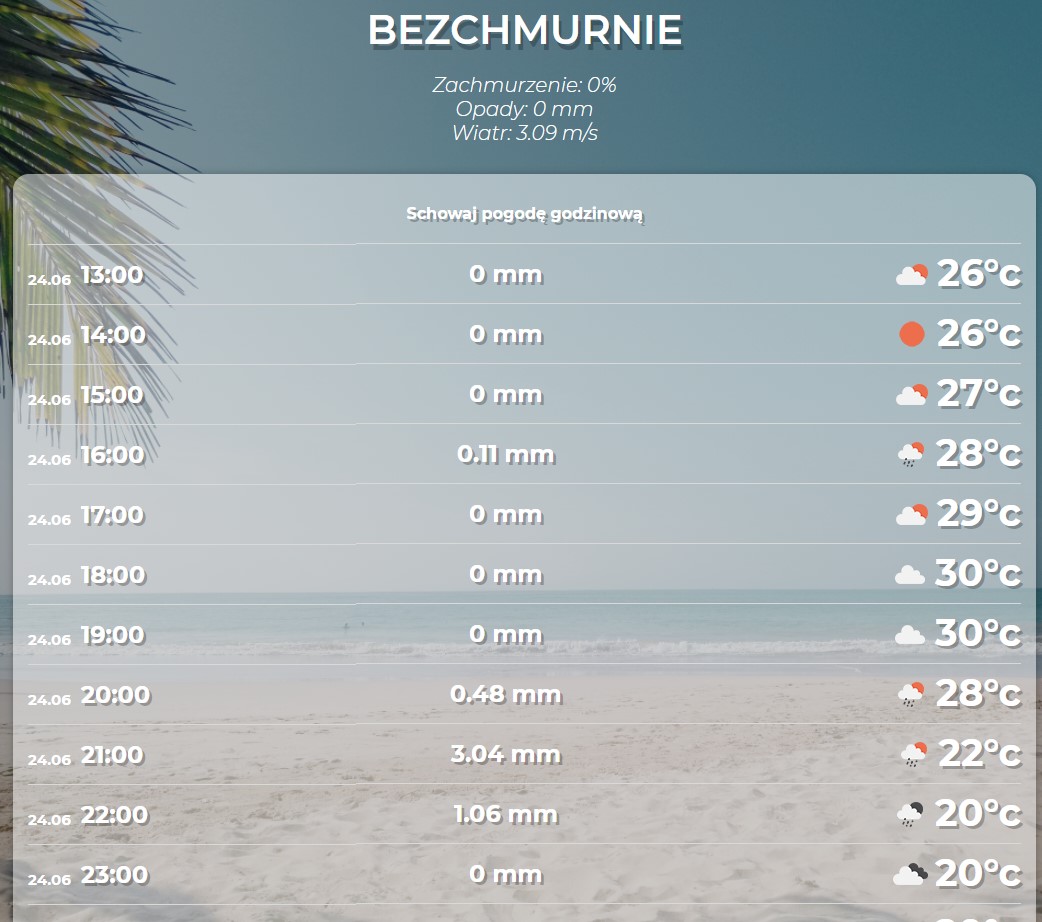 BEZCHMURNIE
Zachmurzenie: 0%
Opady: 0 mm
Wiatr: 3.09 m/s
Schowaj pogodę godzinową
24.06 13:00 0 mm 26°c
24.06 14:00 0 mm 26°c
24.06 15:00 0 mm 27°c
24.06 16:00 0.11 mm 28°c
24.06 17:00 0 mm 29°c
24.06 18:00 0 mm 30°c
24.06 19:00 0 mm 30°c
24.06 20:00 0.48 mm 28°c
24.06 21:00 3.04 mm 22°c
24.06 22:00 1.06 mm 20°c
24.06 23:00 0 mm 20°c